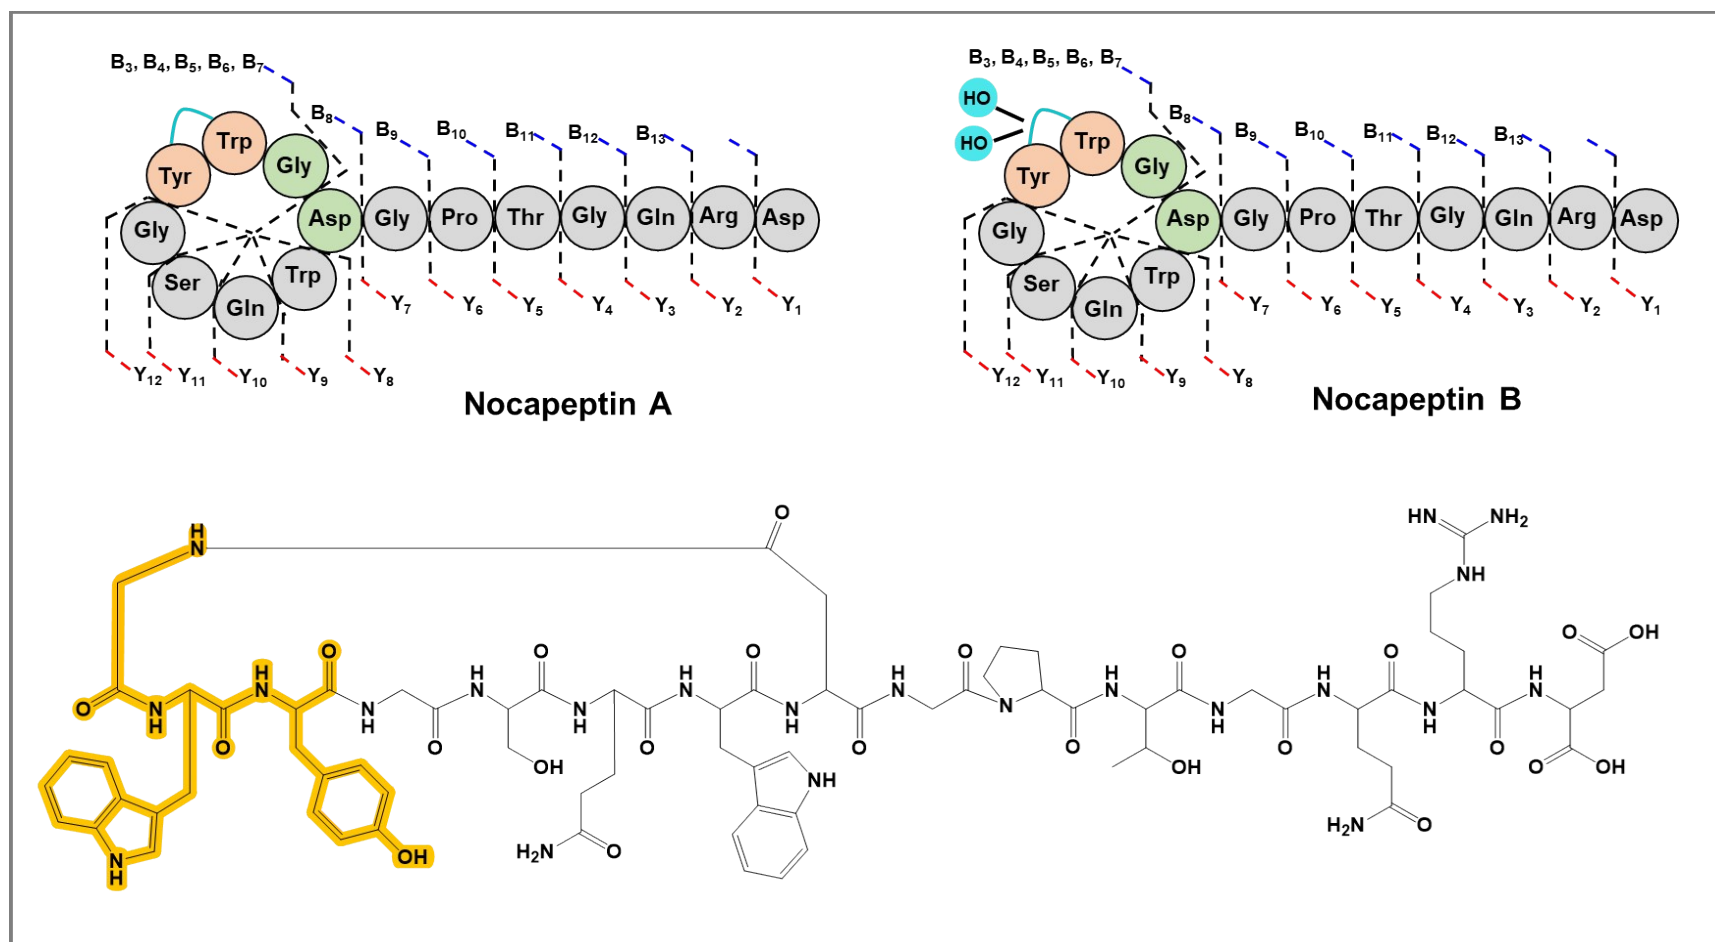 B3, B4, B5, B6, B7
B8
B9
B10
B11
B12
B13
Trp
Tyr
Gly
Gly
Asp
Gly
Pro
Thr
Gly
Gln
Arg
Asp
Ser
Gln
Trp
Y7
Y6
Y5
Y4
Y3
Y2
Y1
Y12
Y11
Y10
Y9
Y8
Nocapeptin A
B3, B4, B5, B6, B7
HO
HO
B8
B9
B10
B11
B12
B13
Trp
Tyr
Gly
Gly
Asp
Gly
Pro
Thr
Gly
Gln
Arg
Asp
Ser
Gln
Trp
Y7
Y6
Y5
Y4
Y3
Y2
Y1
Y12
Y11
Y10
Y9
Y8
Nocapeptin B
O
HN
NH2
H
N
NH
O
OH
O
O
O
O
O
O
H
N
H
N
H
N
H
N
H
N
H
N
H
N
O
N
H
O
N
H
O
N
H
O
N
H
O
N
O
N
H
O
N
H
O
O
OH
OH
OH
NH
OH
H2N
O
H2N
O
N
H